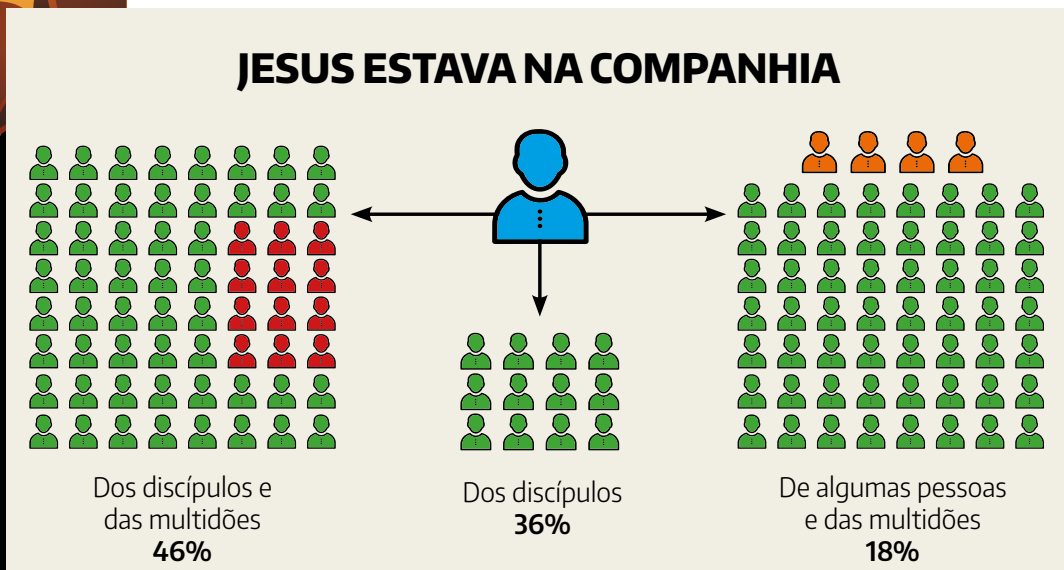 JESUS ESTAVA NA COMPANHIA
Dos discípulos e
das multidões
46%
Dos discípulos
36%
De algumas pessoas
e das multidões
18%